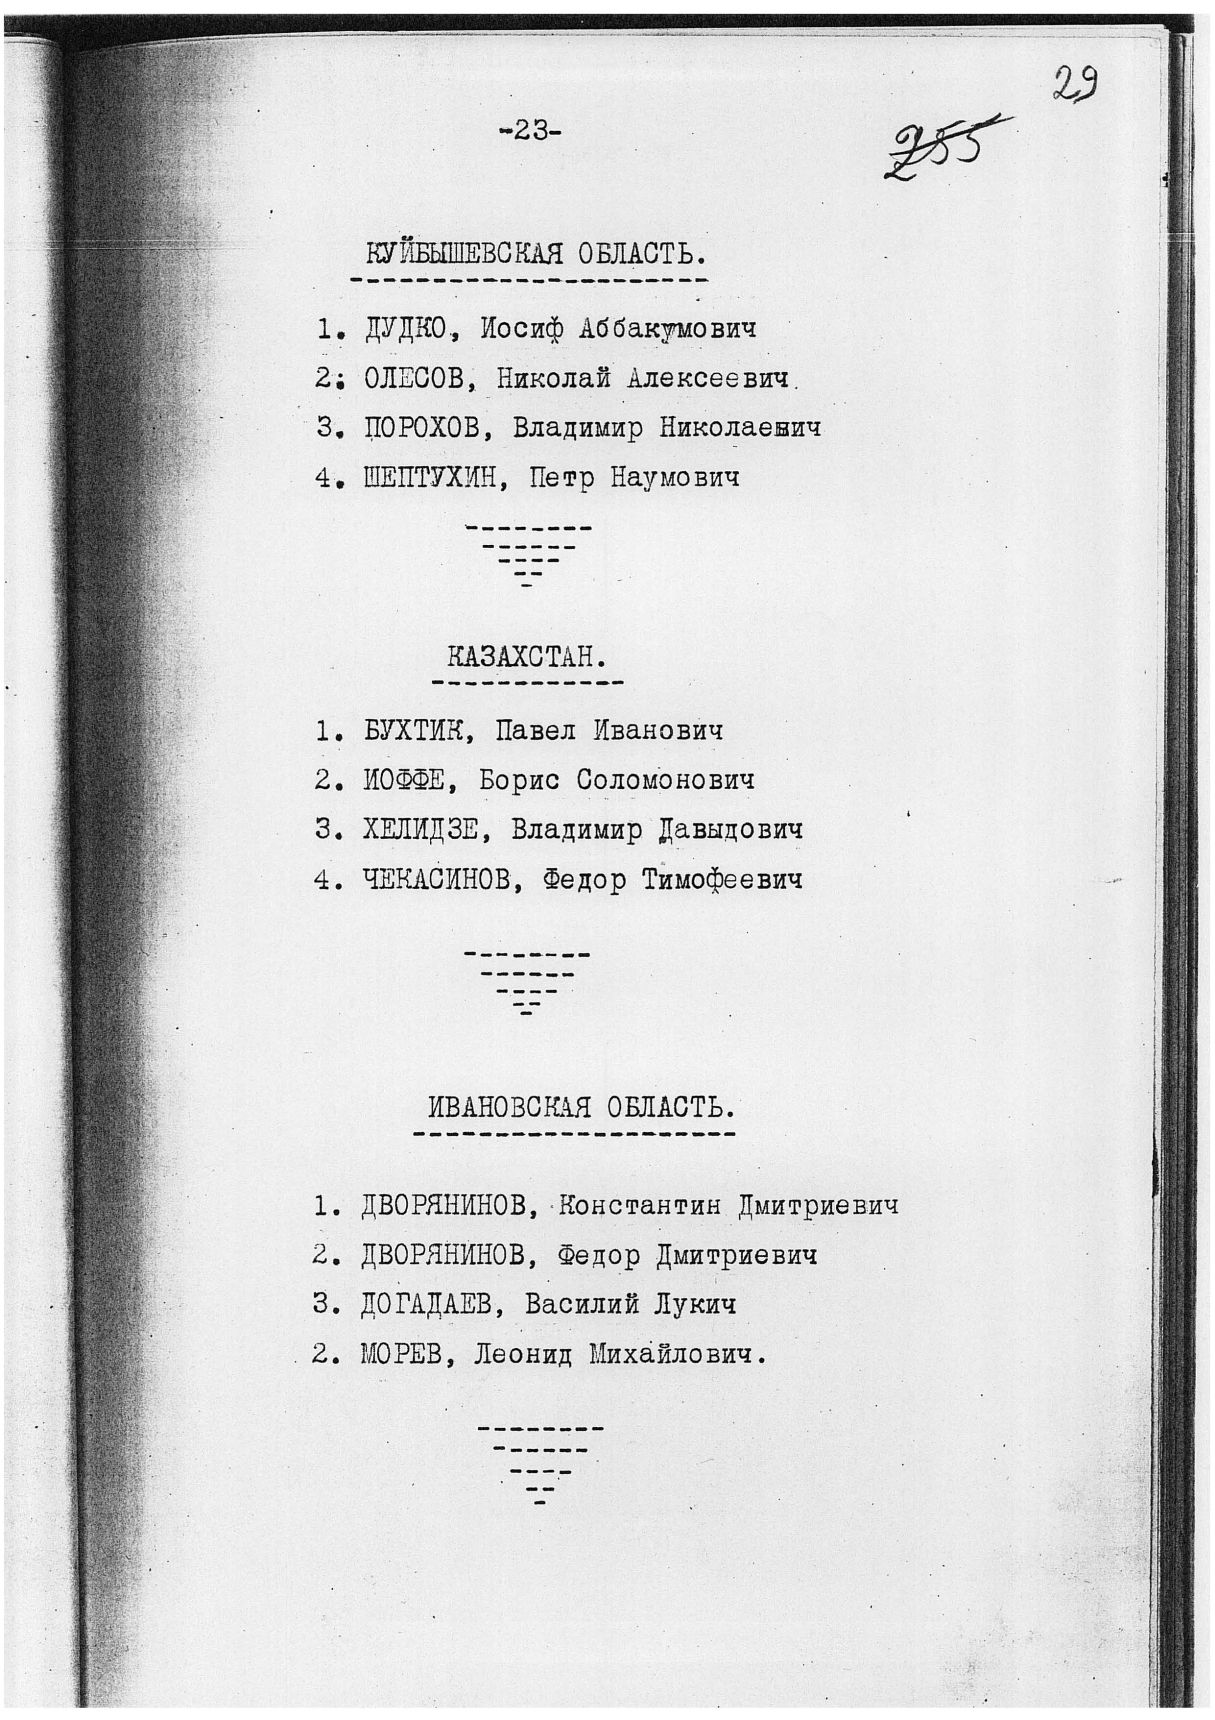 29
-23-
255
КУЙБЫШЕВСКАЯ ОБЛАСТЬ.
1. ДУДКО, Иосиф Аббакумович
2. ОЛЕСОВ, Николай Алексеевич.
3. ПОРОХОВ, Владимир Николаевич
4. ШЕПТУХИН, Петр Наумович
КАЗАХСТАН.
1. БУХТИК, Павел Иванович
2. ИОФФЕ, Борис Соломонович
3. ХЕЛИДЗЕ, Владимир Давыдович
4. ЧЕКАСИНОВ, Федор Тимофеевич
ИВАНОВСКАЯ ОБЛАСТЬ.
1. ДВОРЯНИНОВ, Константин Дмитриевич
2. ДВОРЯНИНОВ, Федор Дмитриевич
3. ДОГАДАЕВ, Василий Лукич
2. МОРЕВ, Леонид Михайлович.